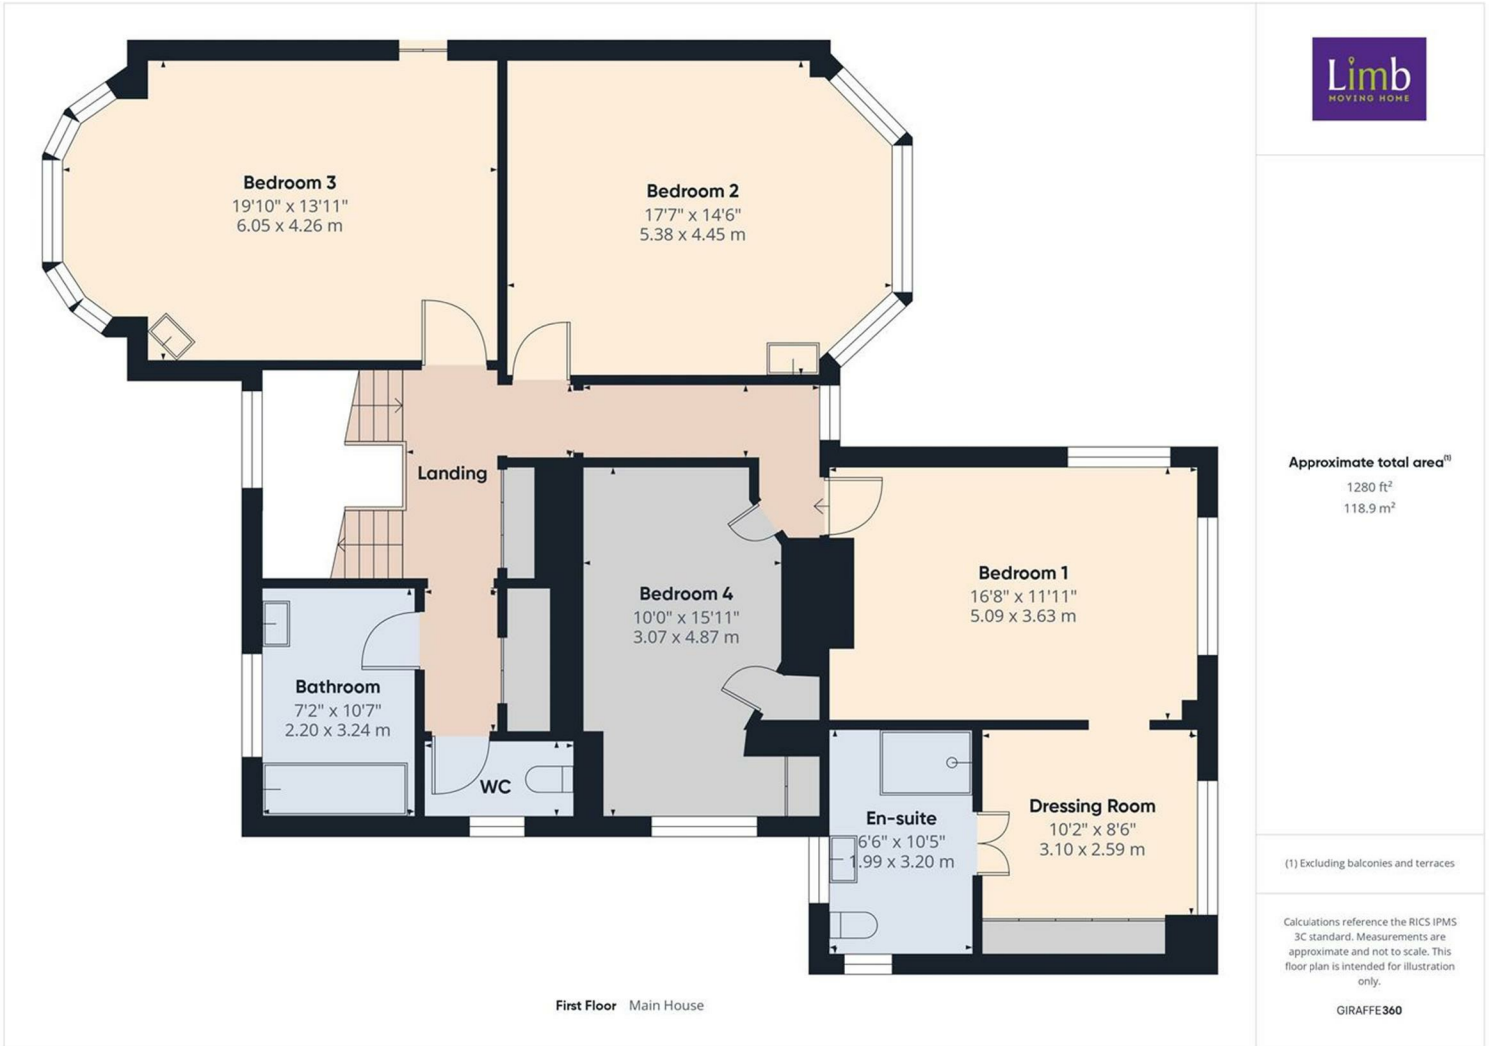 Bedroom 3
19'10" x 13'11"
6.05 x 4.26 m
Bedroom 2
17'7" x 14'6"
5.38 x 4.45 m
Landing
Bedroom 4
10'0" x 15'11"
3.07 x 4.87 m
Bedroom 1
16'8" x 11'11"
5.09 x 3.63 m
Bathroom
7'2" x 10'7"
2.20 x 3.24 m
WC
En-suite
6'6" x 10'5"
1.99 x 3.20 m
Dressing Room
10'2" x 8'6"
3.10 x 2.59 m
First Floor Main House
Limb
MOVING HOME
Approximate total area(1)
1280 ft²
118.9 m²
(1) Excluding balconies and terraces
Calculations reference the RICS IPMS
3C standard. Measurements are
approximate and not to scale. This
floor plan is intended for illustration
only.
GIRAFFE360